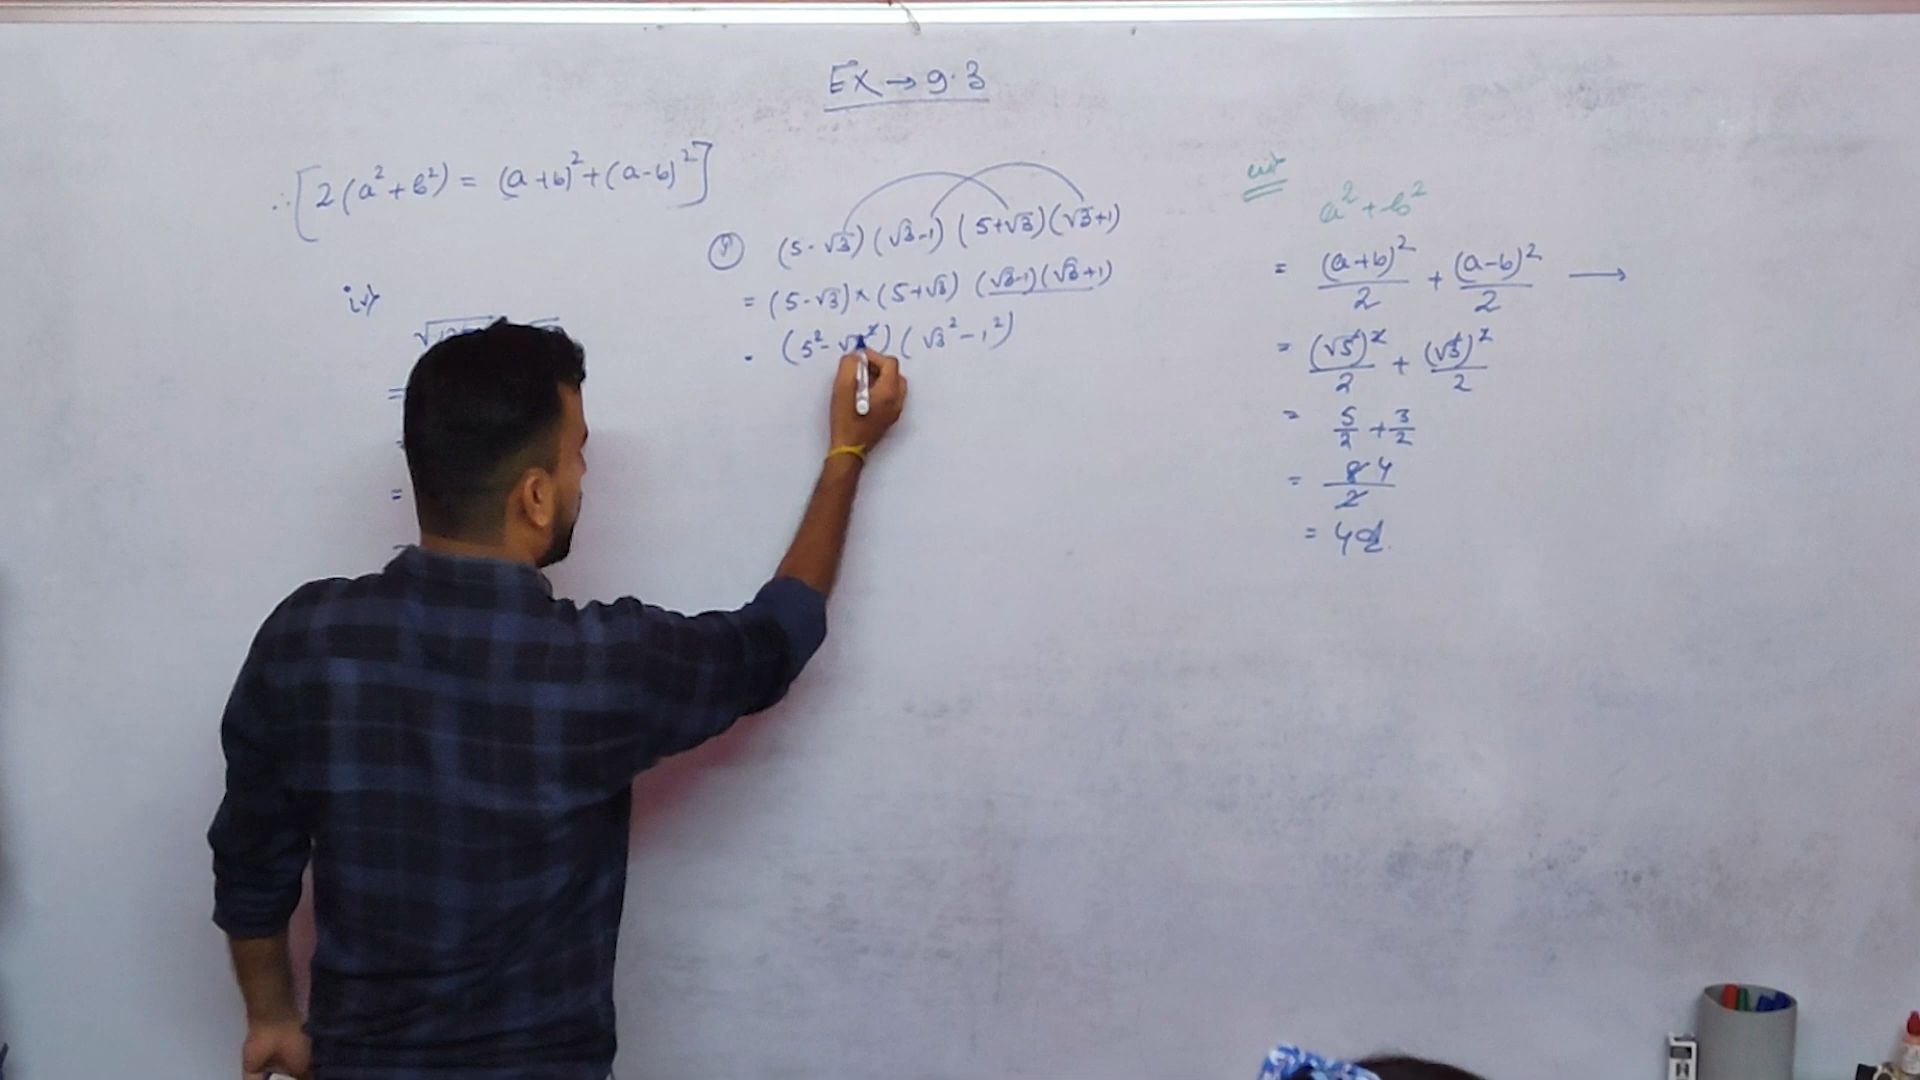 EX → 9.3
∴ [2(a² + b²) = (a+b)² + (a-b)²]
iv)
=
=
(5-√3)(√3-1)(5+√3)(√3+1)
= (5-√3)×(5+√3) (√3-1)(√3+1)
(5² - √3²)(√3² - 1²)
a² + b²
= (a+b)²/2 + (a-b)²/2 →
= (√5)²/2 + (√3)²/2
= 5/2 + 3/2
= 8 4/2
= 4